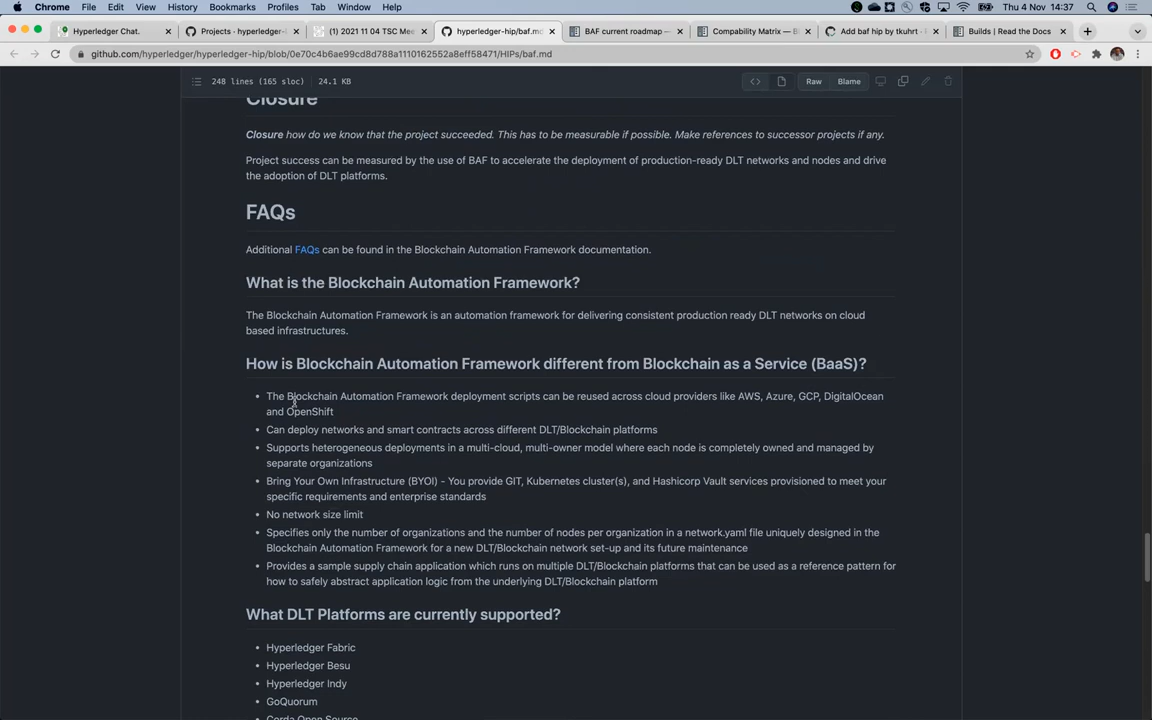 Chrome File Edit View History Bookmarks Profiles Tab Window Help Thu 4 Nov 14:37
Hyperledger Chat. Projects - hyperledger- (1) 2021 11 04 TSC Mee hyperledger-hip/baf.md BAF current roadmap — Compability Matrix — Bl Add baf hip by tkuhrt · Builds | Read the Docs
github.com/hyperledger/hyperledger-hip/blob/0e70c4b6ae99cd8d788a1110162552a8eff58471/HIPs/baf.md
248 lines (165 sloc) 24.1 KB Raw Blame
Closure
Closure how do we know that the project succeeded. This has to be measurable if possible. Make references to successor projects if any.
Project success can be measured by the use of BAF to accelerate the deployment of production-ready DLT networks and nodes and drive
the adoption of DLT platforms.
FAQs
Additional FAQs can be found in the Blockchain Automation Framework documentation.
What is the Blockchain Automation Framework?
The Blockchain Automation Framework is an automation framework for delivering consistent production ready DLT networks on cloud
based infrastructures.
How is Blockchain Automation Framework different from Blockchain as a Service (BaaS)?
• The Blockchain Automation Framework deployment scripts can be reused across cloud providers like AWS, Azure, GCP, DigitalOcean
and OpenShift
• Can deploy networks and smart contracts across different DLT/Blockchain platforms
• Supports heterogeneous deployments in a multi-cloud, multi-owner model where each node is completely owned and managed by
separate organizations
• Bring Your Own Infrastructure (BYOI) - You provide GIT, Kubernetes cluster(s), and Hashicorp Vault services provisioned to meet your
specific requirements and enterprise standards
• No network size limit
• Specifies only the number of organizations and the number of nodes per organization in a network.yaml file uniquely designed in the
Blockchain Automation Framework for a new DLT/Blockchain network set-up and its future maintenance
• Provides a sample supply chain application which runs on multiple DLT/Blockchain platforms that can be used as a reference pattern for
how to safely abstract application logic from the underlying DLT/Blockchain platform
What DLT Platforms are currently supported?
• Hyperledger Fabric
• Hyperledger Besu
• Hyperledger Indy
• GoQuorum
• Corda Open Source